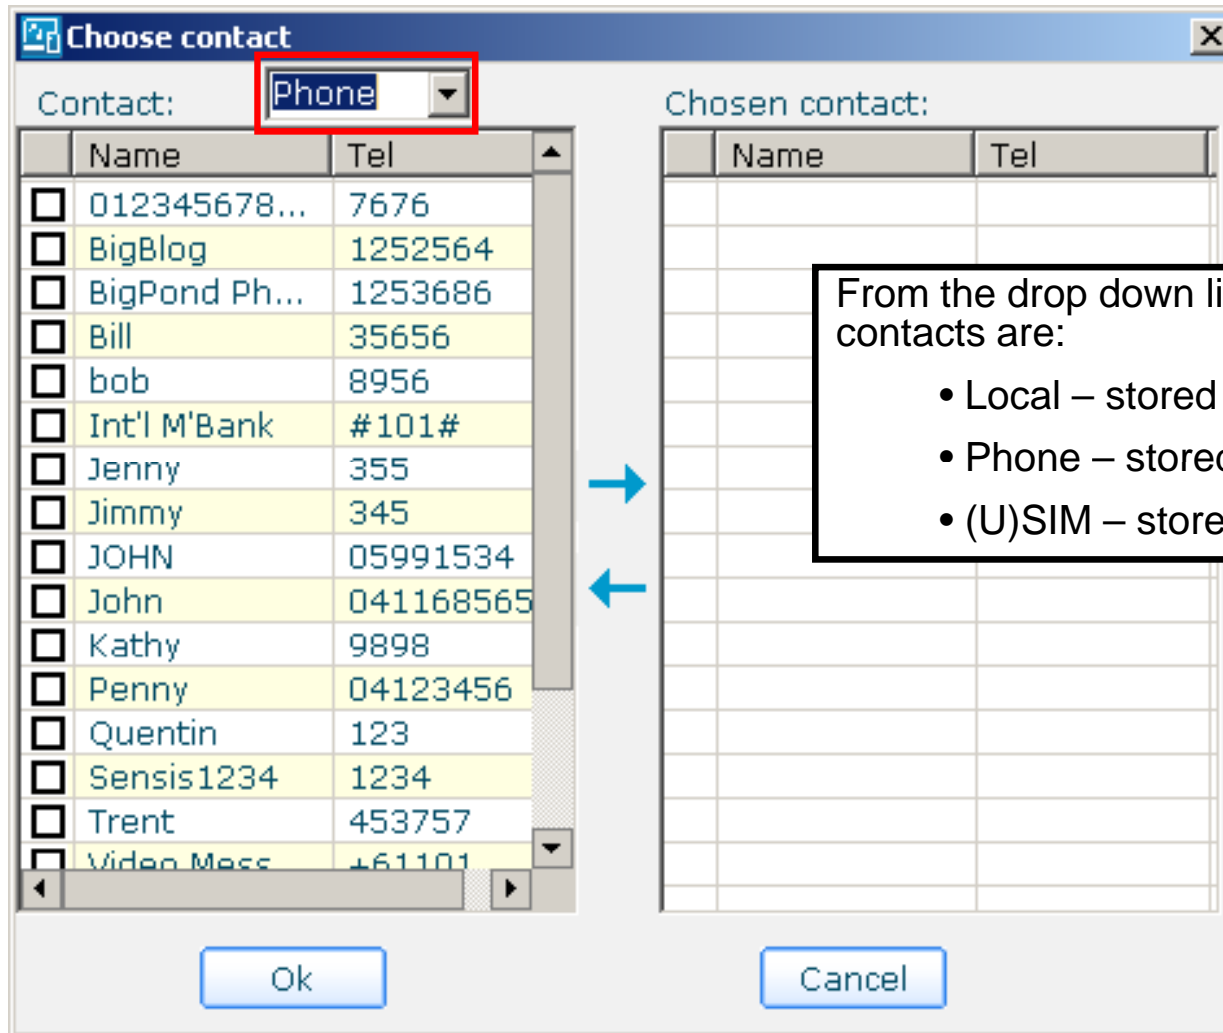 Choose contact
Contact: Phone
Name Tel
012345678... 7676
BigBlog 1252564
BigPond Ph... 1253686
Bill 35656
bob 8956
Int'l M'Bank #101#
Jenny 355
Jimmy 345
JOHN 05991534
John 041168565
Kathy 9898
Penny 04123456
Quentin 123
Sensis1234 1234
Trent 453757
Video Mess +61101
Chosen contact:
Name Tel
From the drop down li
contacts are:
• Local – stored
• Phone – stored
• (U)SIM – store
Ok
Cancel